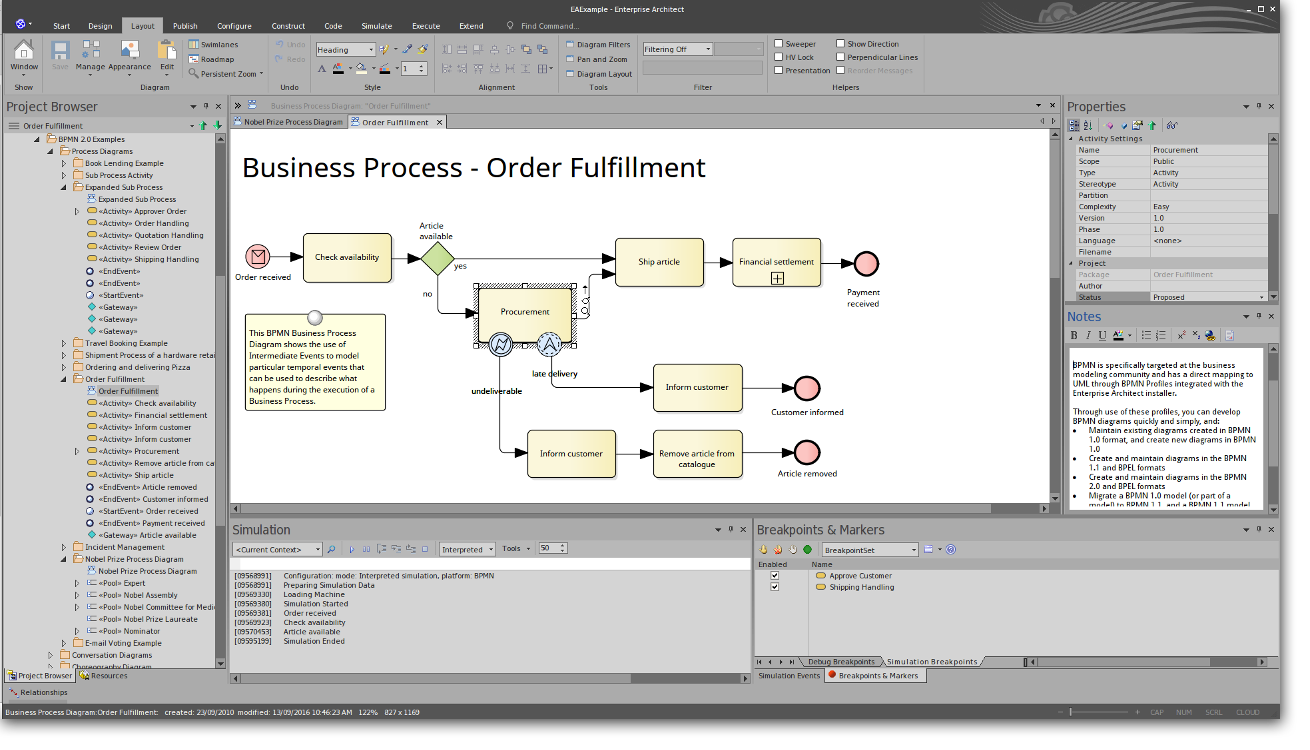 EAExample - Enterprise Architect
Start Design Layout Publish Configure Construct Code Simulate Execute Extend Find Command...
Window Save Manage Appearance Edit
Swimlanes
Roadmap
Persistent Zoom
Undo
Redo
Heading
1
Diagram Filters
Pan and Zoom
Diagram Layout
Filtering Off
Sweeper
HV Lock
Presentation
Show Direction
Perpendicular Lines
Reorder Messages
Show Diagram Undo Style Alignment Tools Filter Helpers
Project Browser
Order Fulfillment
BPMN 2.0 Examples
Process Diagrams
Book Lending Example
Sub Process Activity
Expanded Sub Process
Expanded Sub Process
«Activity» Approver Order
«Activity» Order Handling
«Activity» Quotation Handling
«Activity» Review Order
«Activity» Shipping Handling
«EndEvent»
«EndEvent»
«StartEvent»
«Gateway»
«Gateway»
«Gateway»
Travel Booking Example
Shipment Process of a hardware retai
Ordering and delivering Pizza
Order Fulfillment
Order Fulfillment
«Activity» Check availability
«Activity» Financial settlement
«Activity» Inform customer
«Activity» Inform customer
«Activity» Procurement
«Activity» Remove article from ca
«Activity» Ship article
«EndEvent» Article removed
«EndEvent» Customer informed
«StartEvent» Order received
«EndEvent» Payment received
«Gateway» Article available
Incident Management
Nobel Prize Process Diagram
Nobel Prize Process Diagram
«Pool» Expert
«Pool» Nobel Assembly
«Pool» Nobel Committee for Medi
«Pool» Nobel Prize Laureate
«Pool» Nominator
E-mail Voting Example
Conversation Diagrams
Choreography Diagram
Project Browser Resources
Relationships
Business Process Diagram: "Order Fulfillment"
Nobel Prize Process Diagram Order Fulfillment
Business Process - Order Fulfillment
Order received
Check availability
Article
available
yes
no
Ship article
Financial settlement
Payment
received
Procurement
undeliverable
late delivery
Inform customer
Customer informed
Inform customer
Remove article from
catalogue
Article removed
This BPMN Business Process
Diagram shows the use of
Intermediate Events to model
particular temporal events that
can be used to describe what
happens during the execution of a
Business Process.
Simulation
<Current Context> Interpreted Tools 50
[09568991] Configuration: mode: Interpreted simulation, platform: BPMN
[09568991] Preparing Simulation Data
[09569330] Loading Machine
[09569380] Simulation Started
[09569381] Order received
[09569923] Check availability
[09570453] Article available
[09595199] Simulation Ended
Breakpoints & Markers
BreakpointSet
Enabled Name
Approve Customer
Shipping Handling
Debug Breakpoints Simulation Breakpoints
Simulation Events Breakpoints & Markers
Properties
Activity Settings
Name Procurement
Scope Public
Type Activity
Stereotype Activity
Partition
Complexity Easy
Version 1.0
Phase 1.0
Language <none>
Filename
Project
Package Order Fulfillment
Author
Status Proposed
Notes
BPMN is specifically targeted at the business
modeling community and has a direct mapping to
UML through BPMN Profiles integrated with the
Enterprise Architect installer.
Through use of these profiles, you can develop
BPMN diagrams quickly and simply, and:
• Maintain existing diagrams created in BPMN
1.0 format, and create new diagrams in BPMN
1.0
• Create and maintain diagrams in the BPMN
1.1 and BPEL formats
• Create and maintain diagrams in the BPMN
2.0 and BPEL formats
• Migrate a BPMN 1.0 model (or part of a
model) to BPMN 1.1, and a BPMN 1.1 model
Business Process Diagram:Order Fulfillment: created: 23/09/2010 modified: 13/09/2016 10:46:23 AM 122% 827 x 1169
CAP NUM SCRL CLOUD